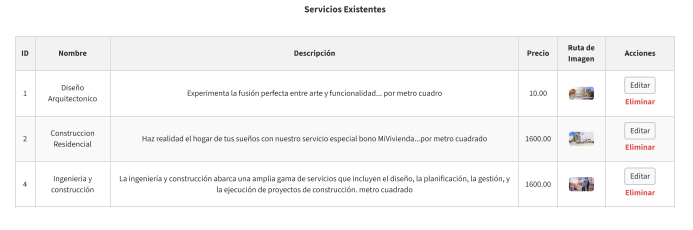 Servicios Existentes
ID Nombre Descripción Precio Ruta de Imagen Acciones
1 Diseño Arquitectonico Experimenta la fusión perfecta entre arte y funcionalidad... por metro cuadro 10.00 Editar
Eliminar
2 Construccion Residencial Haz realidad el hogar de tus sueños con nuestro servicio especial bono MiVivienda...por metro cuadrado 1600.00 Editar
Eliminar
4 Ingenieria y construcción La ingeniería y construcción abarca una amplia gama de servicios que incluyen el diseño, la planificación, la gestión, y
la ejecución de proyectos de construcción. metro cuadrado 1600.00 Editar
Eliminar